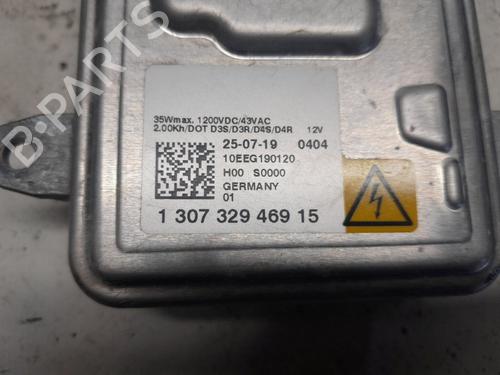 B-PARTS
35Wmax. 1200VDC/43VAC
2.00Kh/DOT D3S/D3R/D4S/D4R 12V
25-07-19 0404
10EEG190120
H00 S0000
GERMANY
01
1 307 329 469 15